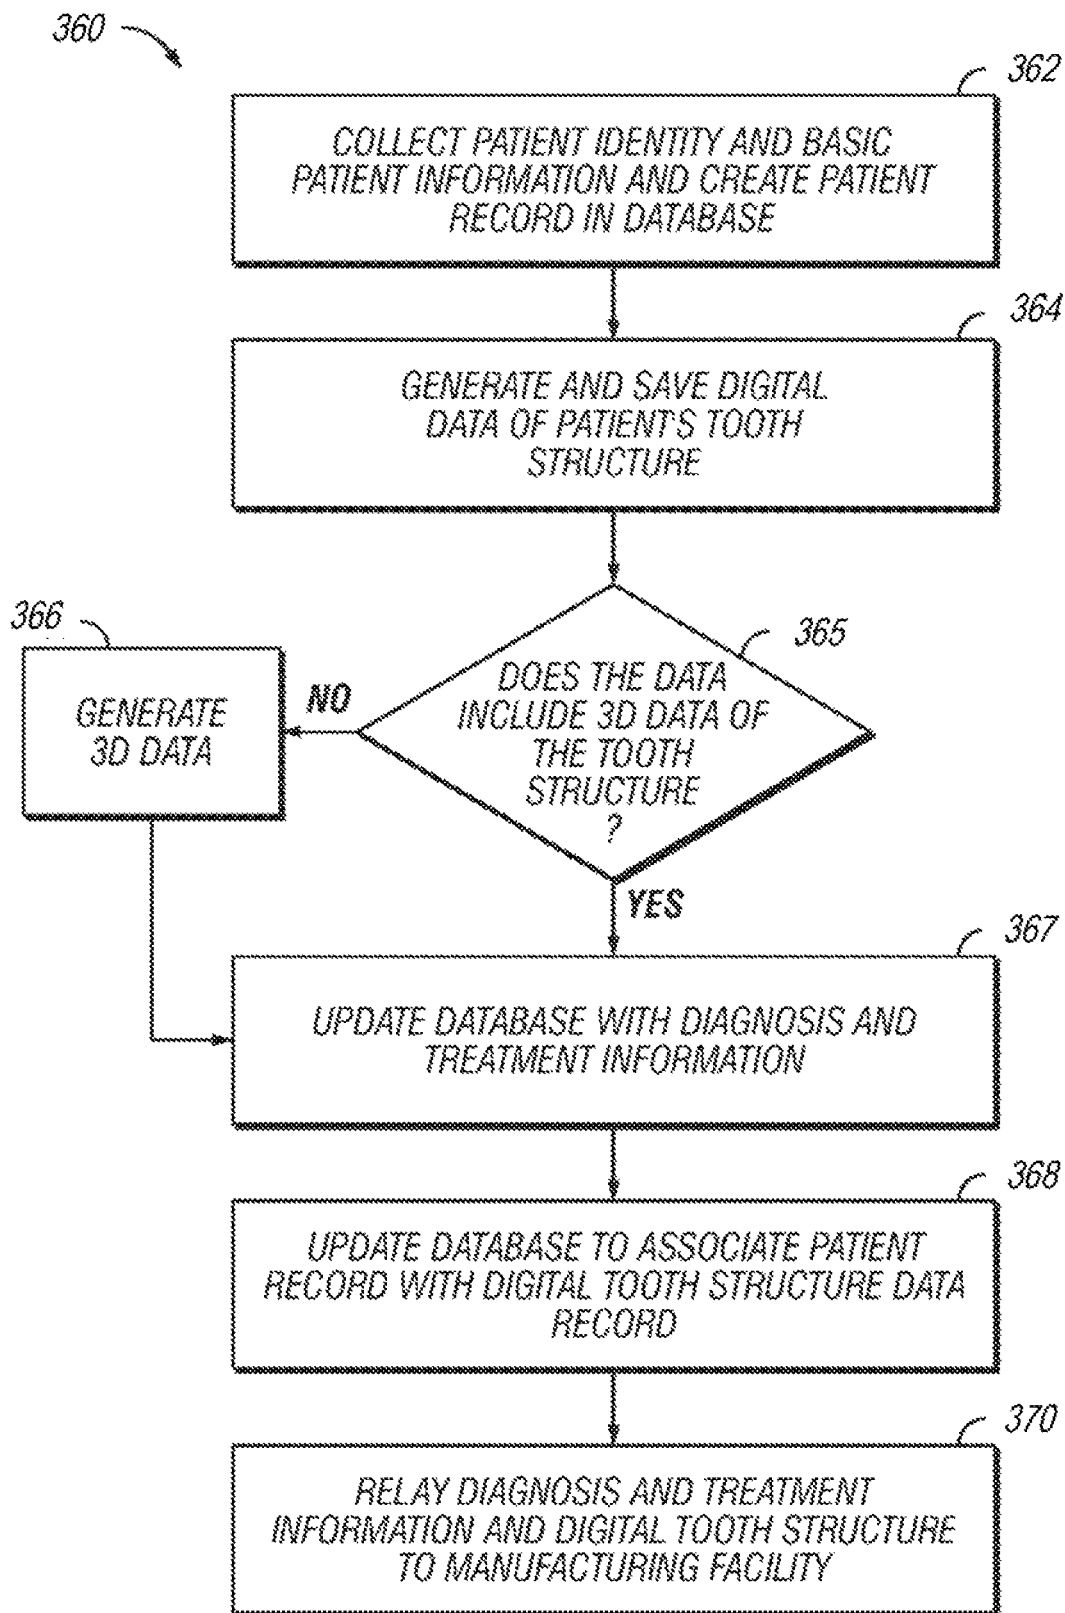 360
362
COLLECT PATIENT IDENTITY AND BASIC
PATIENT INFORMATION AND CREATE PATIENT
RECORD IN DATABASE
364
GENERATE AND SAVE DIGITAL
DATA OF PATIENT'S TOOTH
STRUCTURE
365
DOES THE DATA
INCLUDE 3D DATA OF
THE TOOTH
STRUCTURE
?
NO
366
GENERATE
3D DATA
YES
367
UPDATE DATABASE WITH DIAGNOSIS AND
TREATMENT INFORMATION
368
UPDATE DATABASE TO ASSOCIATE PATIENT
RECORD WITH DIGITAL TOOTH STRUCTURE DATA
RECORD
370
RELAY DIAGNOSIS AND TREATMENT
INFORMATION AND DIGITAL TOOTH STRUCTURE
TO MANUFACTURING FACILITY